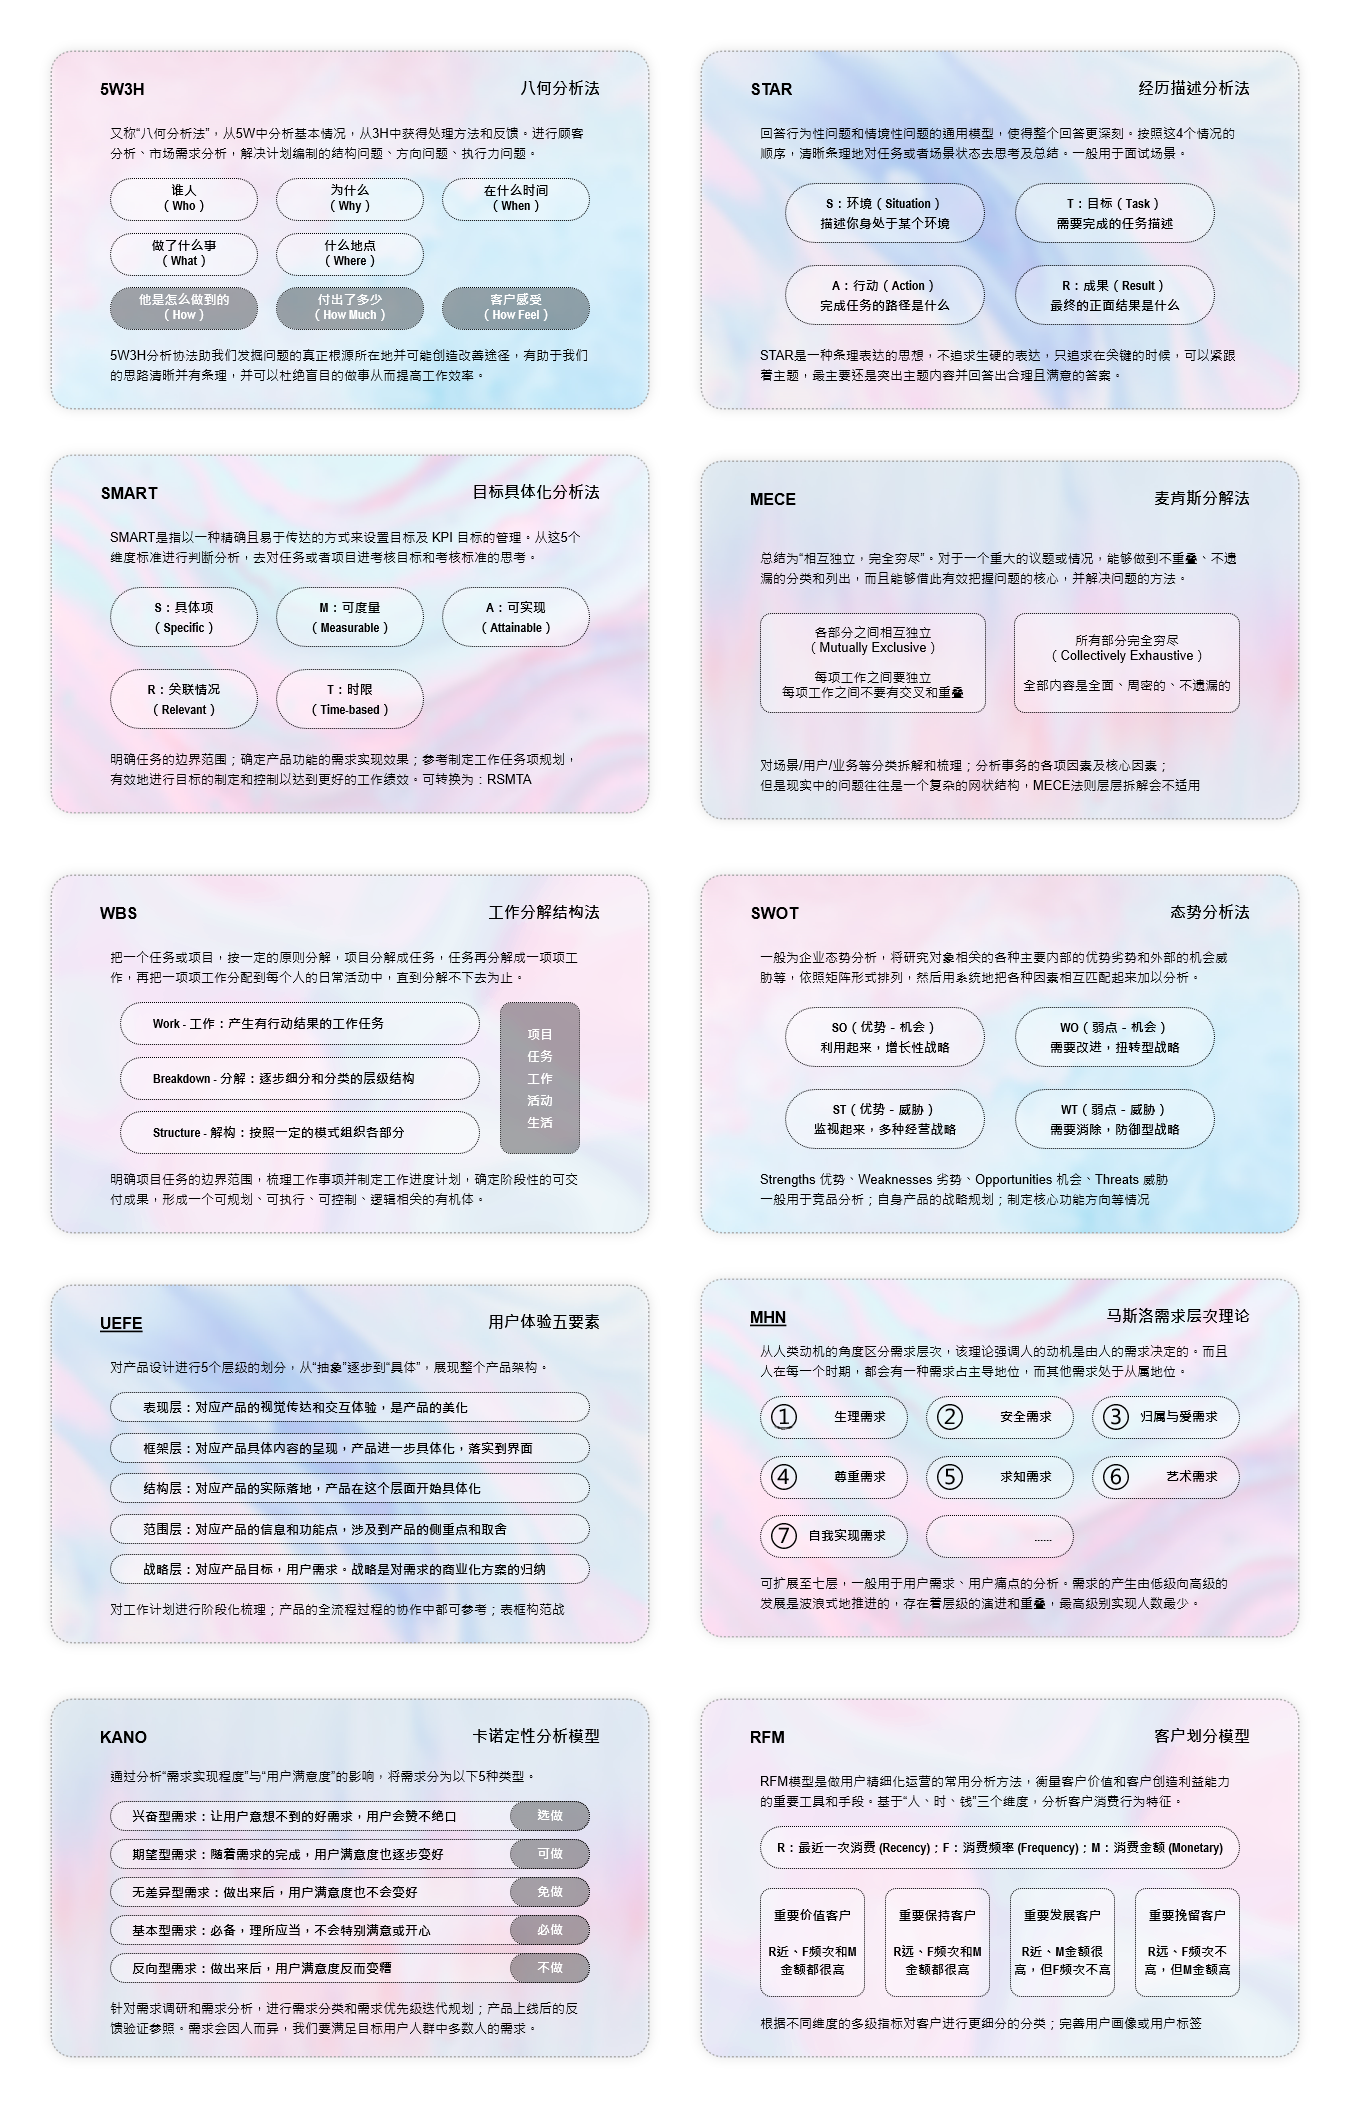 5W3H
八何分析法
又称“八何分析法”，从5W中分析基本情况，从3H中获得处理方法和反馈。进行顾客
分析、市场需求分析，解决计划编制的结构问题、方向问题、执行力问题。
谁人
（Who）
为什么
（Why）
在什么时间
（When）
做了什么事
（What）
什么地点
（Where）
他是怎么做到的
（How）
付出了多少
（How Much）
客户感受
（How Feel）
5W3H分析协法助我们发掘问题的真正根源所在地并可能创造改善途径，有助于我们
的思路清晰并有条理，并可以杜绝盲目的做事从而提高工作效率。
STAR
经历描述分析法
回答行为性问题和情境性问题的通用模型，使得整个回答更深刻。按照这4个情况的
顺序，清晰条理地对任务或者场景状态去思考及总结。一般用于面试场景。
S：环境（Situation）
描述你身处于某个环境
T：目标（Task）
需要完成的任务描述
A：行动（Action）
完成任务的路径是什么
R：成果（Result）
最终的正面结果是什么
STAR是一种条理表达的思想，不追求生硬的表达，只追求在关键的时候，可以紧跟
着主题，最主要还是突出主题内容并回答出合理且满意的答案。
SMART
目标具体化分析法
SMART是指以一种精确且易于传达的方式来设置目标及 KPI 目标的管理。从这5个
维度标准进行判断分析，去对任务或者项目进考核目标和考核标准的思考。
S：具体项
（Specific）
M：可度量
（Measurable）
A：可实现
（Attainable）
R：关联情况
（Relevant）
T：时限
（Time-based）
明确任务的边界范围；确定产品功能的需求实现效果；参考制定工作任务项规划，
有效地进行目标的制定和控制以达到更好的工作绩效。可转换为：RSMTA
MECE
麦肯斯分解法
总结为“相互独立，完全穷尽”。对于一个重大的议题或情况，能够做到不重叠、不遗
漏的分类和列出，而且能够借此有效把握问题的核心，并解决问题的方法。
各部分之间相互独立
（Mutually Exclusive）
每项工作之间要独立
每项工作之间不要有交叉和重叠
所有部分完全穷尽
（Collectively Exhaustive）
全部内容是全面、周密的、不遗漏的
对场景/用户/业务等分类拆解和梳理；分析事务的各项因素及核心因素；
但是现实中的问题往往是一个复杂的网状结构，MECE法则层层拆解会不适用
WBS
工作分解结构法
把一个任务或项目，按一定的原则分解，项目分解成任务，任务再分解成一项项工
作，再把一项项工作分配到每个人的日常活动中，直到分解不下去为止。
Work - 工作：产生有行动结果的工作任务
Breakdown - 分解：逐步细分和分类的层级结构
Structure - 解构：按照一定的模式组织各部分
项目
任务
工作
活动
生活
明确项目任务的边界范围，梳理工作事项并制定工作进度计划，确定阶段性的可交
付成果，形成一个可规划、可执行、可控制、逻辑相关的有机体。
SWOT
态势分析法
一般为企业态势分析，将研究对象相关的各种主要内部的优势劣势和外部的机会威
胁等，依照矩阵形式排列，然后用系统地把各种因素相互匹配起来加以分析。
SO（优势 - 机会）
利用起来，增长性战略
WO（弱点 - 机会）
需要改进，扭转型战略
ST（优势 - 威胁）
监视起来，多种经营战略
WT（弱点 - 威胁）
需要消除，防御型战略
Strengths 优势、Weaknesses 劣势、Opportunities 机会、Threats 威胁
一般用于竞品分析；自身产品的战略规划；制定核心功能方向等情况
UEFE
用户体验五要素
对产品设计进行5个层级的划分，从“抽象”逐步到“具体”，展现整个产品架构。
表现层：对应产品的视觉传达和交互体验，是产品的美化
框架层：对应产品具体内容的呈现，产品进一步具体化，落实到界面
结构层：对应产品的实际落地，产品在这个层面开始具体化
范围层：对应产品的信息和功能点，涉及到产品的侧重点和取舍
战略层：对应产品目标，用户需求。战略是对需求的商业化方案的归纳
对工作计划进行阶段化梳理；产品的全流程过程的协作中都可参考；表框构范战
MHN
马斯洛需求层次理论
从人类动机的角度区分需求层次，该理论强调人的动机是由人的需求决定的。而且
人在每一个时期，都会有一种需求占主导地位，而其他需求处于从属地位。
① 生理需求
② 安全需求
③ 归属与爱需求
④ 尊重需求
⑤ 求知需求
⑥ 艺术需求
⑦ 自我实现需求
......
可扩展至七层，一般用于用户需求、用户痛点的分析。需求的产生由低级向高级的
发展是波浪式地推进的，存在着层级的演进和重叠，最高级别实现人数最少。
KANO
卡诺定性分析模型
通过分析“需求实现程度”与“用户满意度”的影响，将需求分为以下5种类型。
兴奋型需求：让用户意想不到的好需求，用户会赞不绝口
选做
期望型需求：随着需求的完成，用户满意度也逐步变好
可做
无差异型需求：做出来后，用户满意度也不会变好
免做
基本型需求：必备，理所应当，不会特别满意或开心
必做
反向型需求：做出来后，用户满意度反而变糟
不做
针对需求调研和需求分析，进行需求分类和需求优先级迭代规划；产品上线后的反
馈验证参照。需求会因人而异，我们要满足目标用户人群中多数人的需求。
RFM
客户划分模型
RFM模型是做用户精细化运营的常用分析方法，衡量客户价值和客户创造利益能力
的重要工具和手段。基于“人、时、钱”三个维度，分析客户消费行为特征。
R：最近一次消费 (Recency)；F：消费频率 (Frequency)；M：消费金额 (Monetary)
重要价值客户
R近、F频次和M
金额都很高
重要保持客户
R远、F频次和M
金额都很高
重要发展客户
R近、M金额很
高，但F频次不高
重要挽留客户
R远、F频次不
高，但M金额高
根据不同维度的多级指标对客户进行更细分的分类；完善用户画像或用户标签